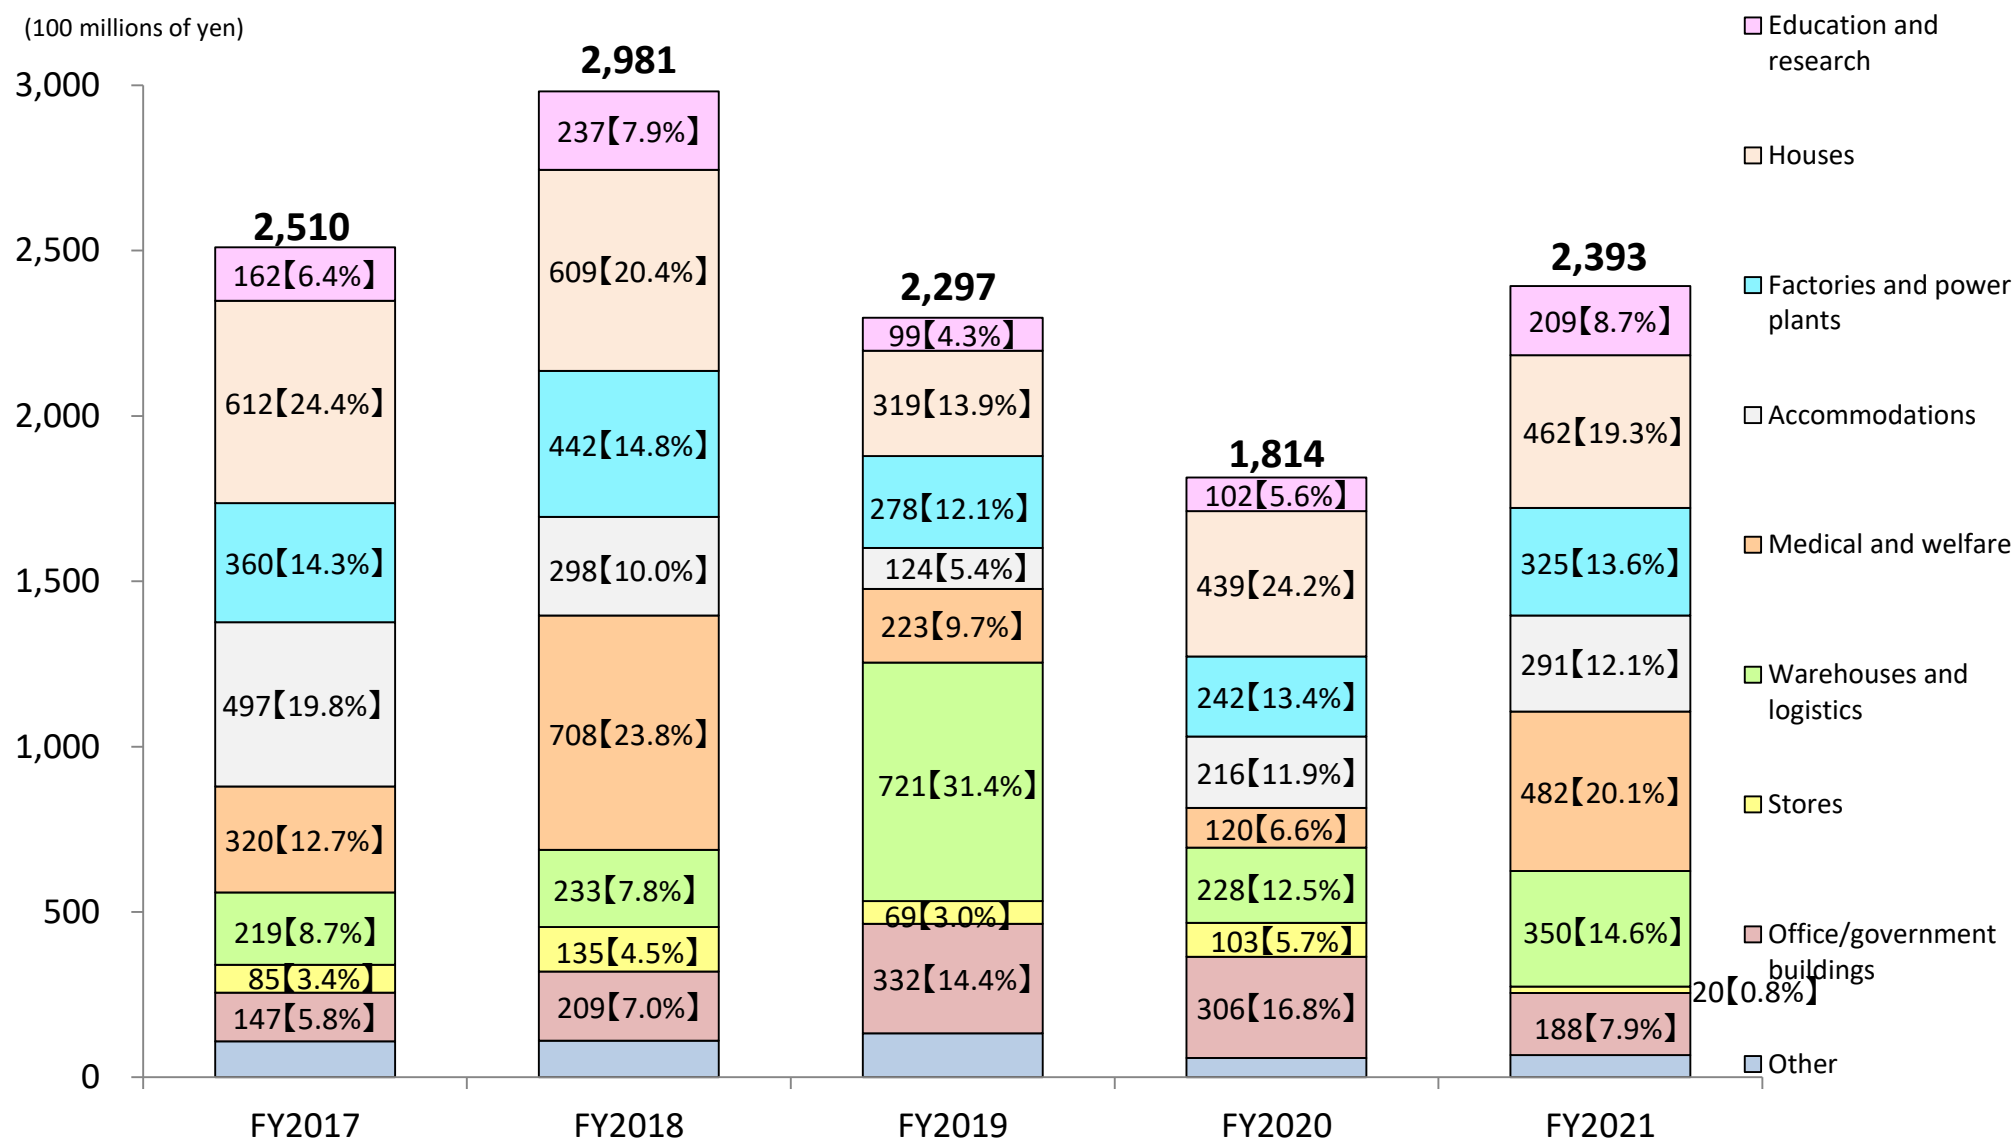 (100 millions of yen)
3,000
2,500
2,000
1,500
1,000
500
0
2,510
162【6.4%】
612【24.4%】
360【14.3%】
497【19.8%】
320【12.7%】
219【8.7%】
85【3.4%】
147【5.8%】
FY2017
2,981
237【7.9%】
609【20.4%】
442【14.8%】
298【10.0%】
708【23.8%】
233【7.8%】
135【4.5%】
209【7.0%】
FY2018
2,297
99【4.3%】
319【13.9%】
278【12.1%】
124【5.4%】
223【9.7%】
721【31.4%】
69【3.0%】
332【14.4%】
FY2019
1,814
102【5.6%】
439【24.2%】
242【13.4%】
216【11.9%】
120【6.6%】
228【12.5%】
103【5.7%】
306【16.8%】
FY2020
2,393
209【8.7%】
462【19.3%】
325【13.6%】
291【12.1%】
482【20.1%】
350【14.6%】
20【0.8%】
188【7.9%】
FY2021
Education and
research
Houses
Factories and power
plants
Accommodations
Medical and welfare
Warehouses and
logistics
Stores
Office/government
buildings
Other